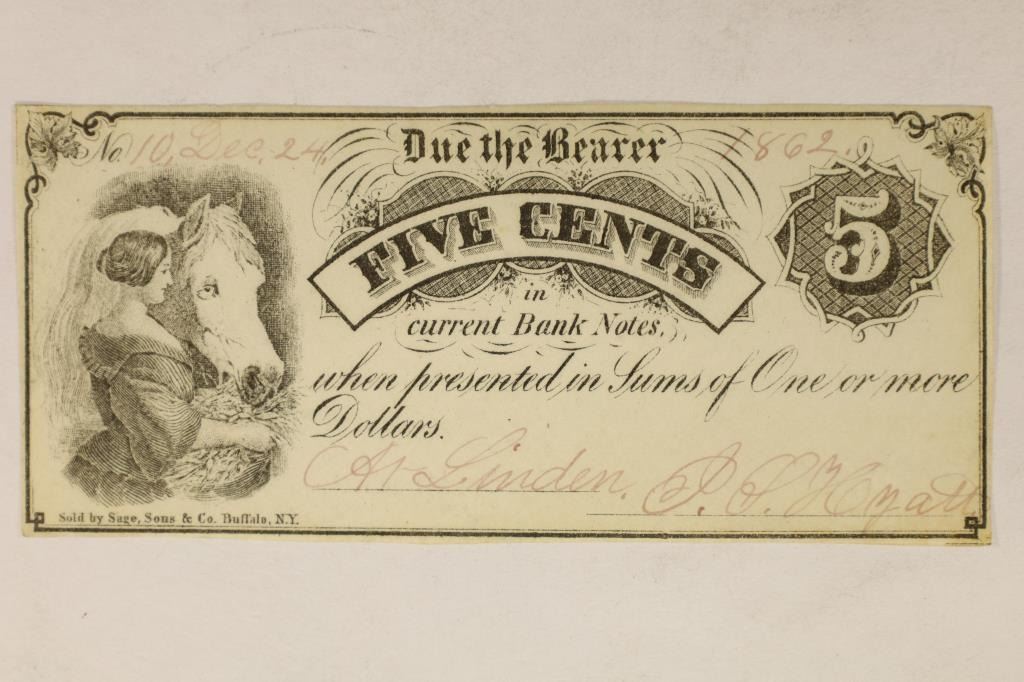 No. 10, Dec. 24, Due the Bearer 1862.
FIVE CENTS 5
in
current Bank Notes,
when presented in Sums of One or more
Dollars.
At Linden.
Hyatt
Sold by Sage, Sons & Co. Buffalo, N.Y.